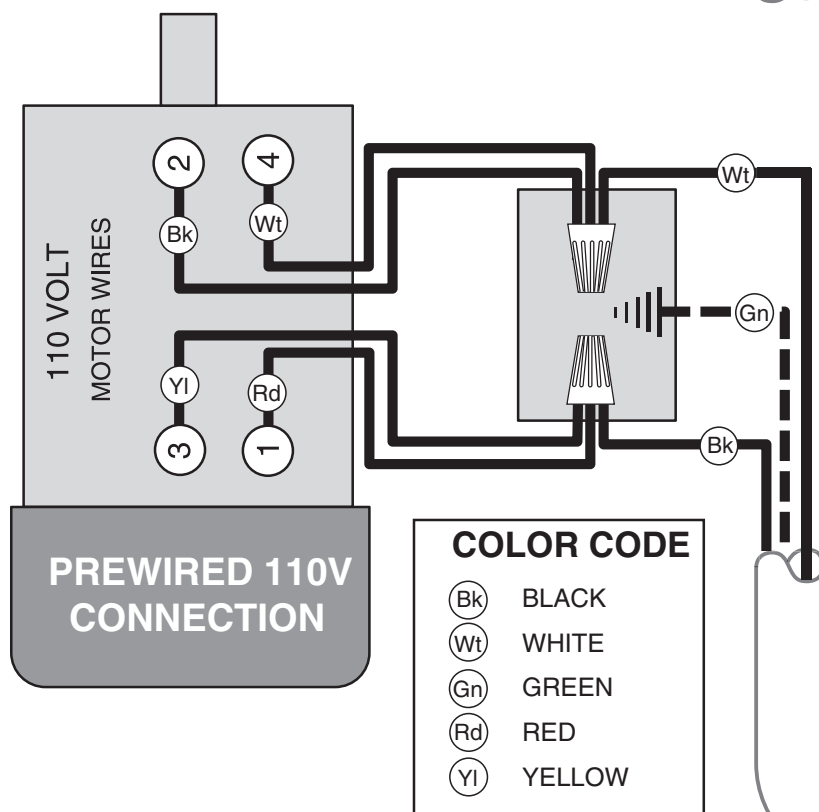 2
4
Bk
Wt
Wt
110 VOLT
MOTOR WIRES
Gn
Yl
Rd
3
1
Bk
PREWIRED 110V
CONNECTION
COLOR CODE
Bk BLACK
Wt WHITE
Gn GREEN
Rd RED
Yl YELLOW